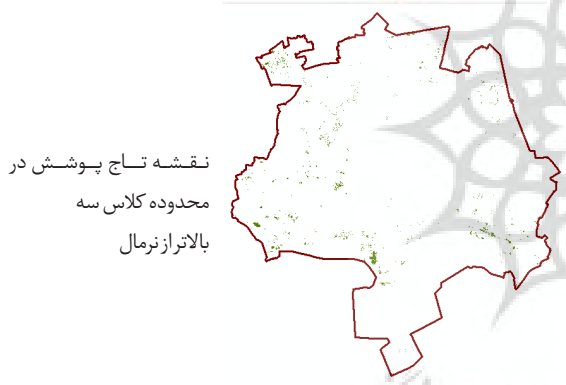 نقشه تاج پوشش در
محدوده کلاس سه
بالاتر از نرمال